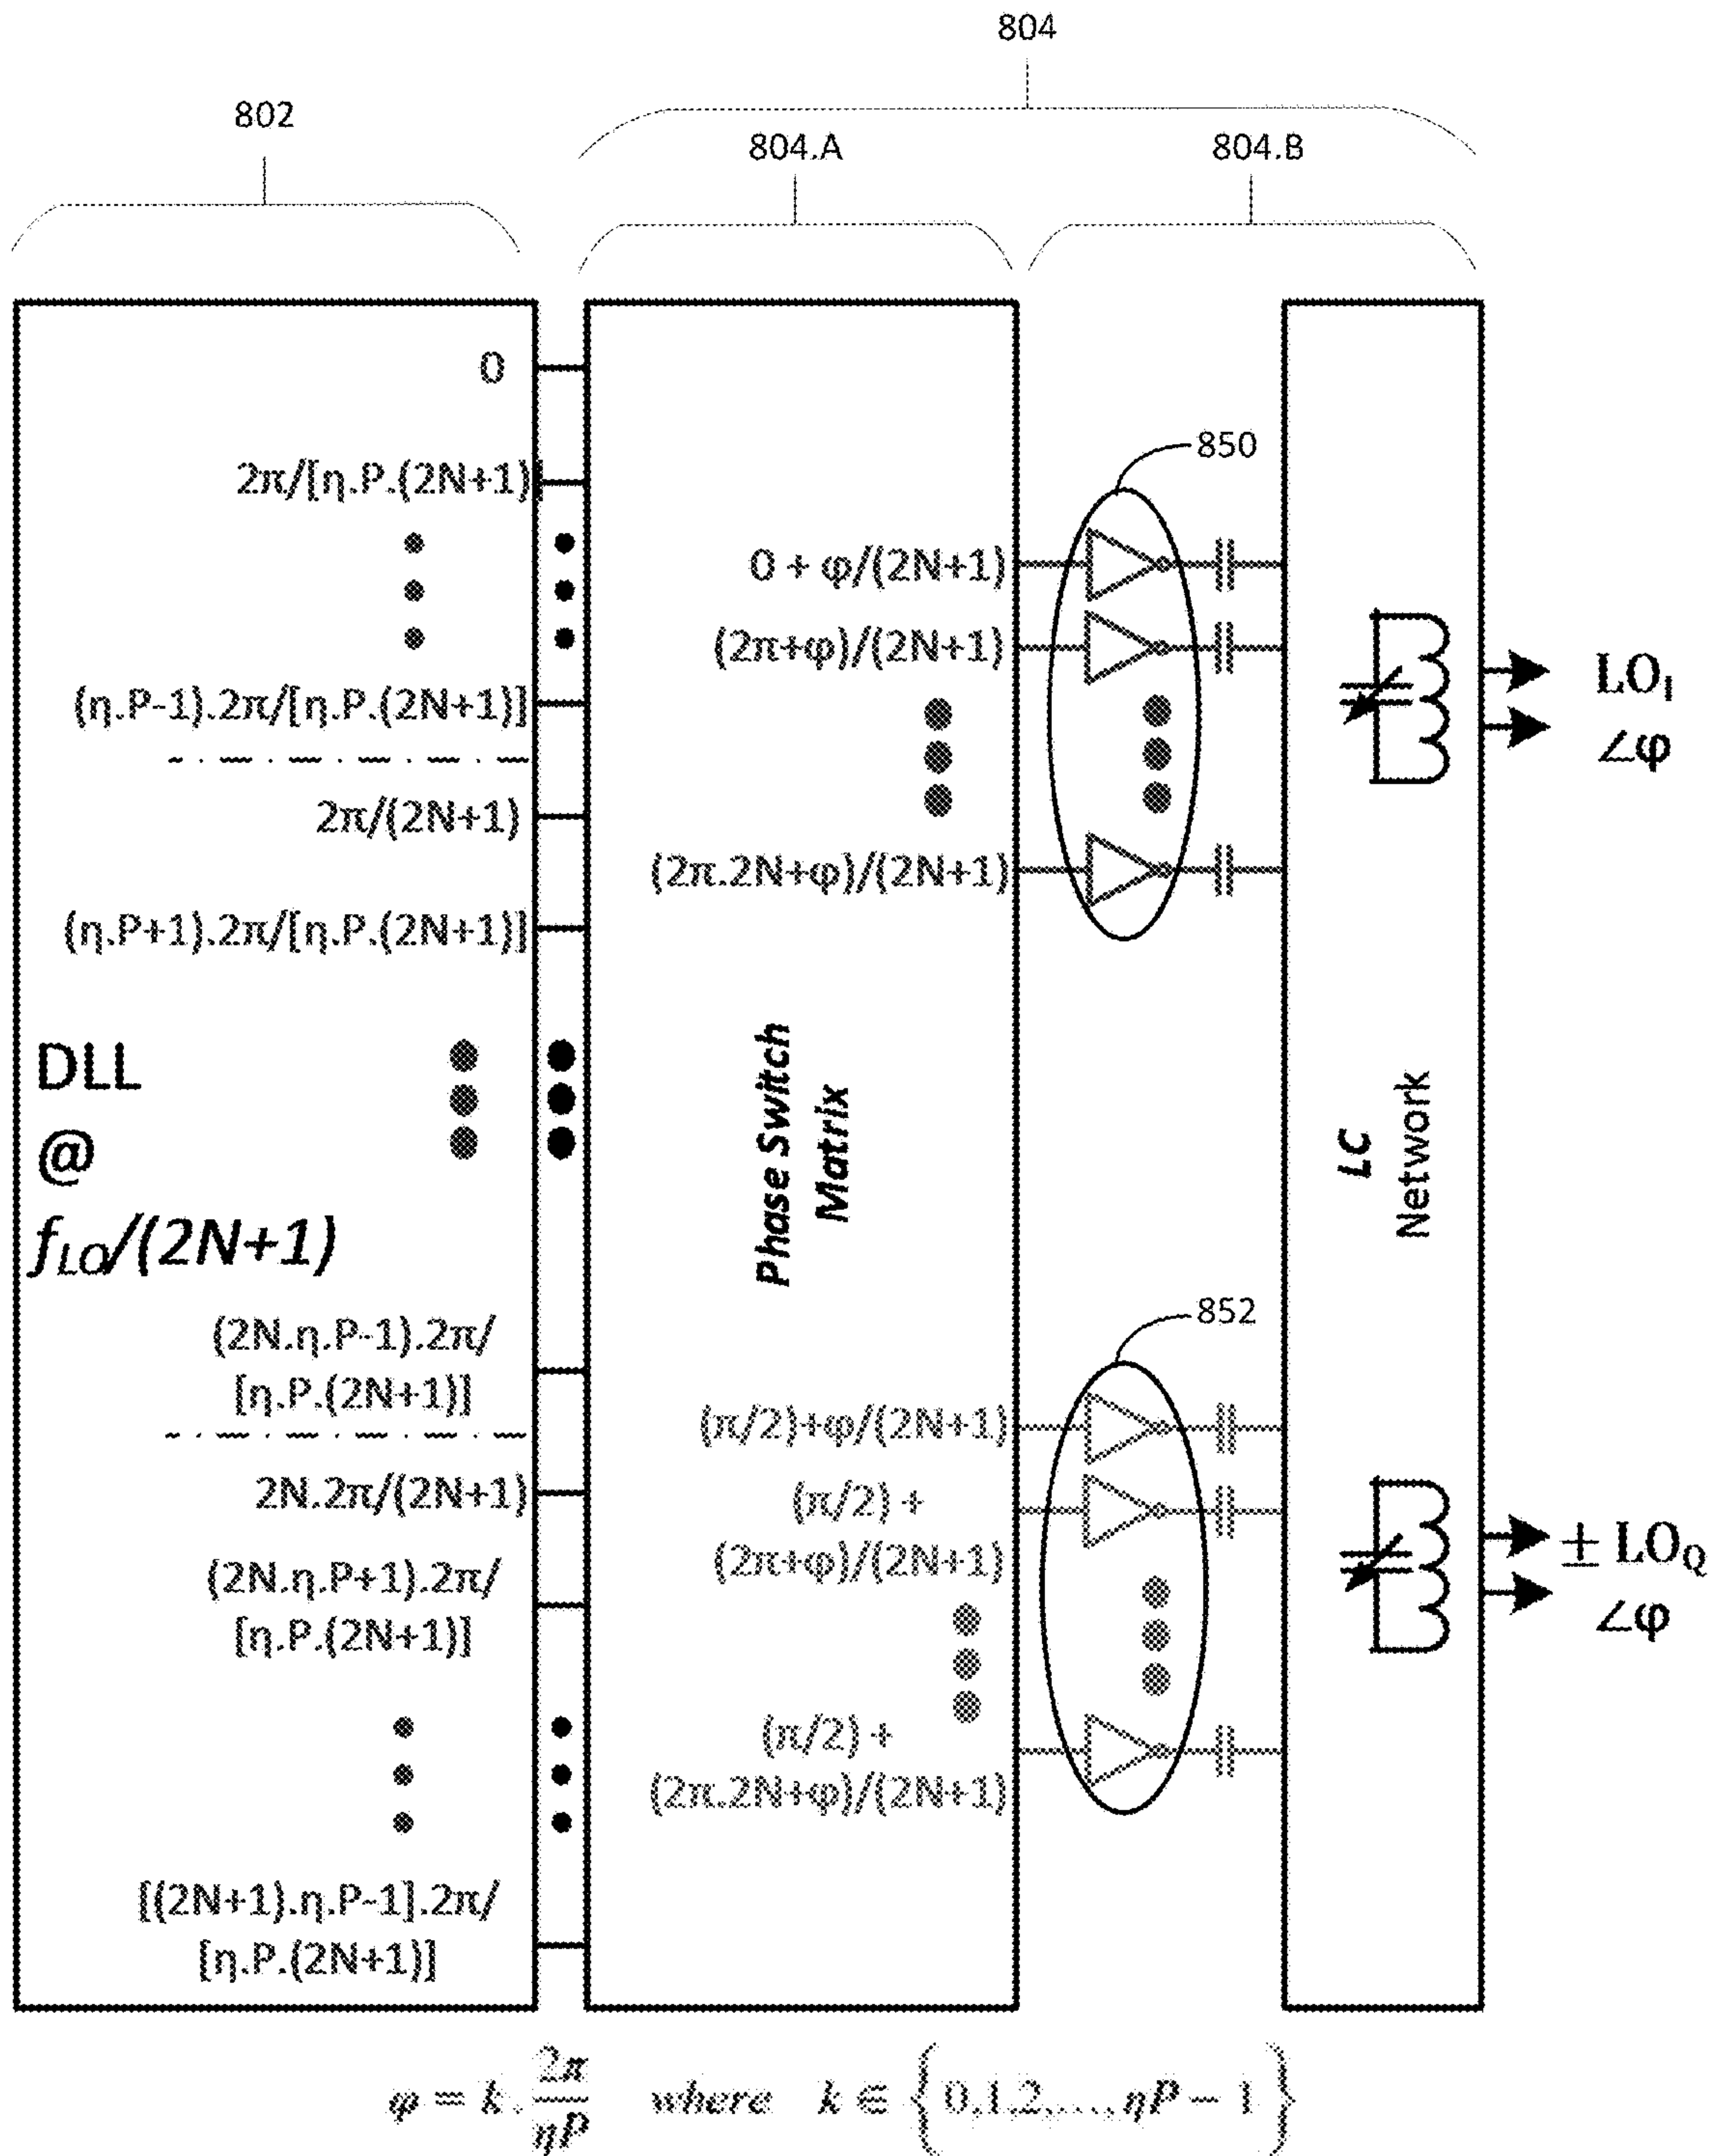 804
802
804.A
804.B
0
2π/[η.P.(2N+1)]
(η.P-1).2π/[η.P.(2N+1)]
2π/(2N+1)
(η.P+1).2π/[η.P.(2N+1)]
DLL
@
f_LO/(2N+1)
(2N.η.P-1).2π/
[η.P.(2N+1)]
2N.2π/(2N+1)
(2N.η.P+1).2π/
[η.P.(2N+1)]
[(2N+1).η.P-1].2π/
[η.P.(2N+1)]
0 + φ/(2N+1)
(2π+φ)/(2N+1)
(2π.2N+φ)/(2N+1)
Phase Switch
Matrix
(π/2)+φ/(2N+1)
(π/2) +
(2π+φ)/(2N+1)
(π/2) +
(2π.2N+φ)/(2N+1)
850
852
LC
Network
LO_I
∠φ
± LO_Q
∠φ
φ = k . 2π/ηP where k ∈ {0,1,2,...,ηP − 1}